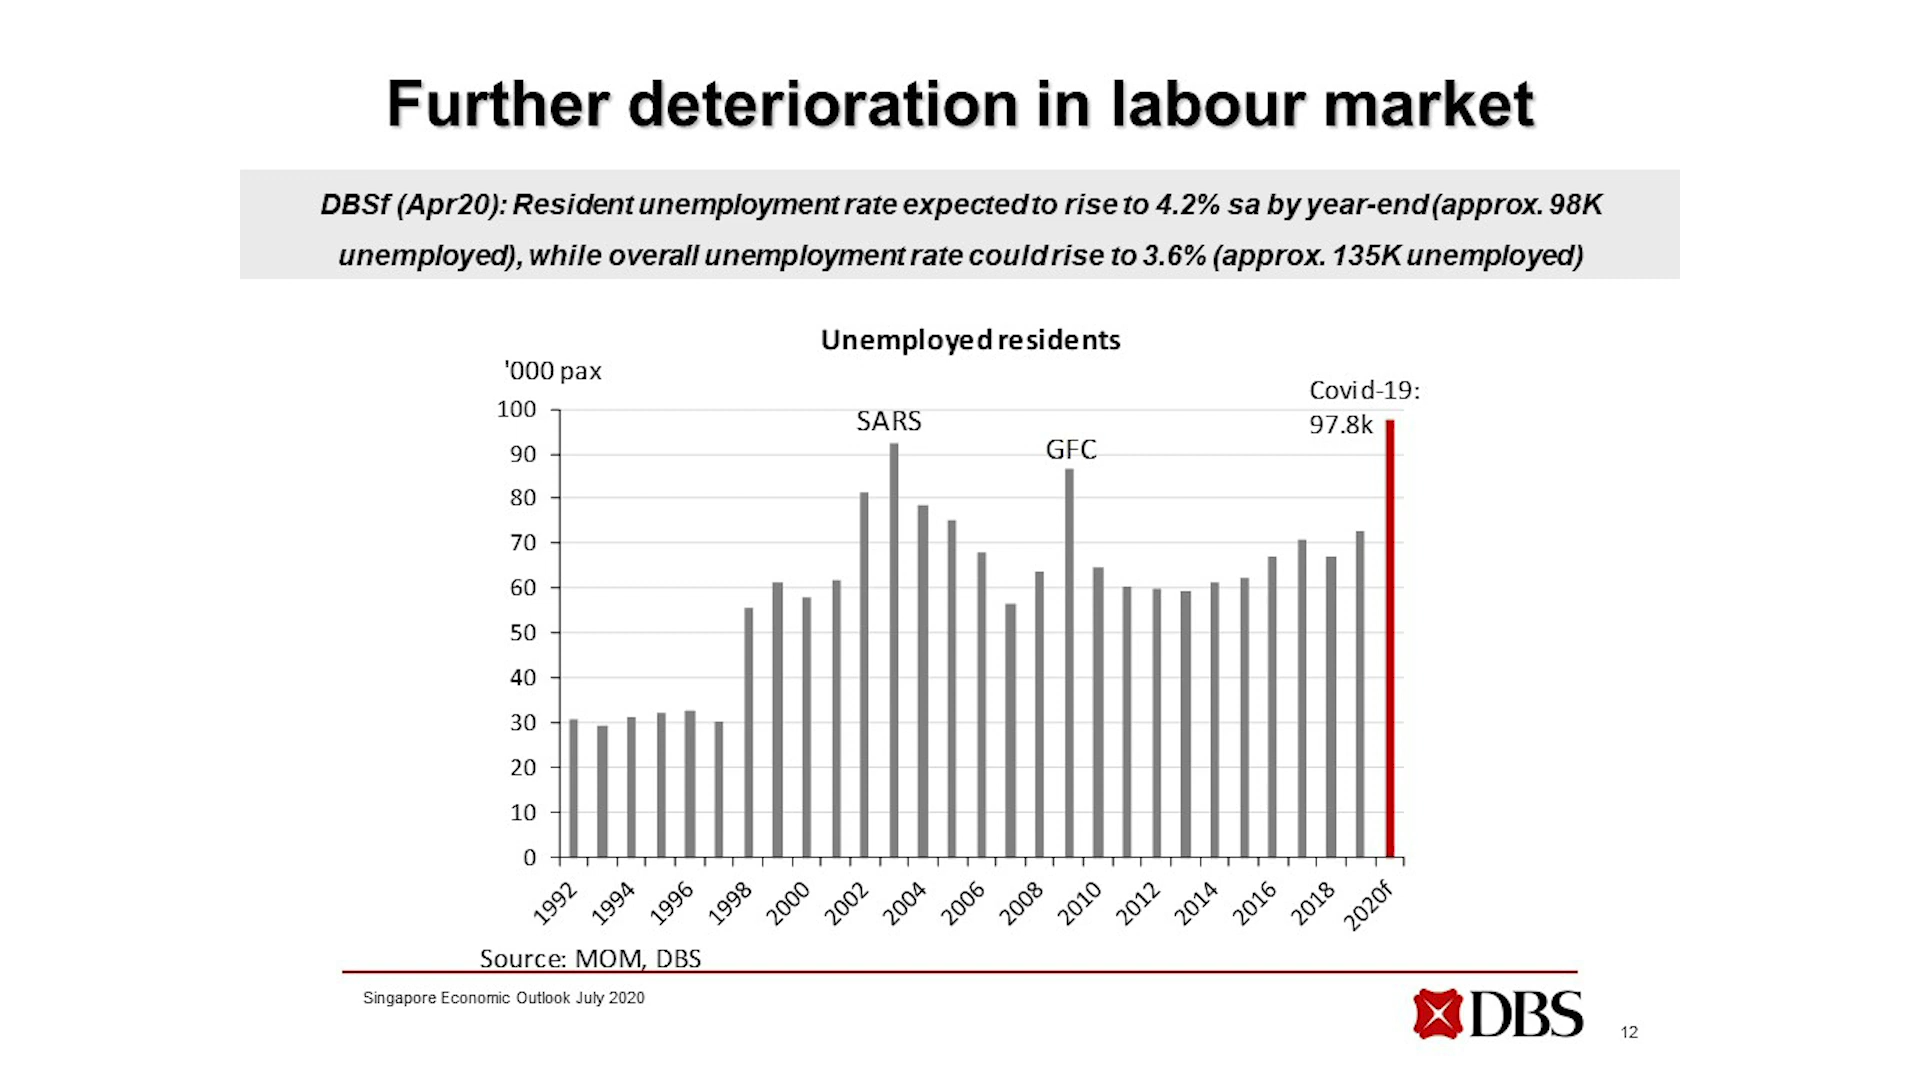 Further deterioration in labour market
DBSf (Apr20): Resident unemployment rate expected to rise to 4.2% sa by year-end (approx. 98K
unemployed), while overall unemployment rate could rise to 3.6% (approx. 135K unemployed)
Unemployed residents
'000 pax
Covid-19:
97.8k
SARS
GFC
100
90
80
70
60
50
40
30
20
10
0
1992
1994
1996
1998
2000
2002
2004
2006
2008
2010
2012
2014
2016
2018
2020f
Source: MOM, DBS
Singapore Economic Outlook July 2020
DBS
12